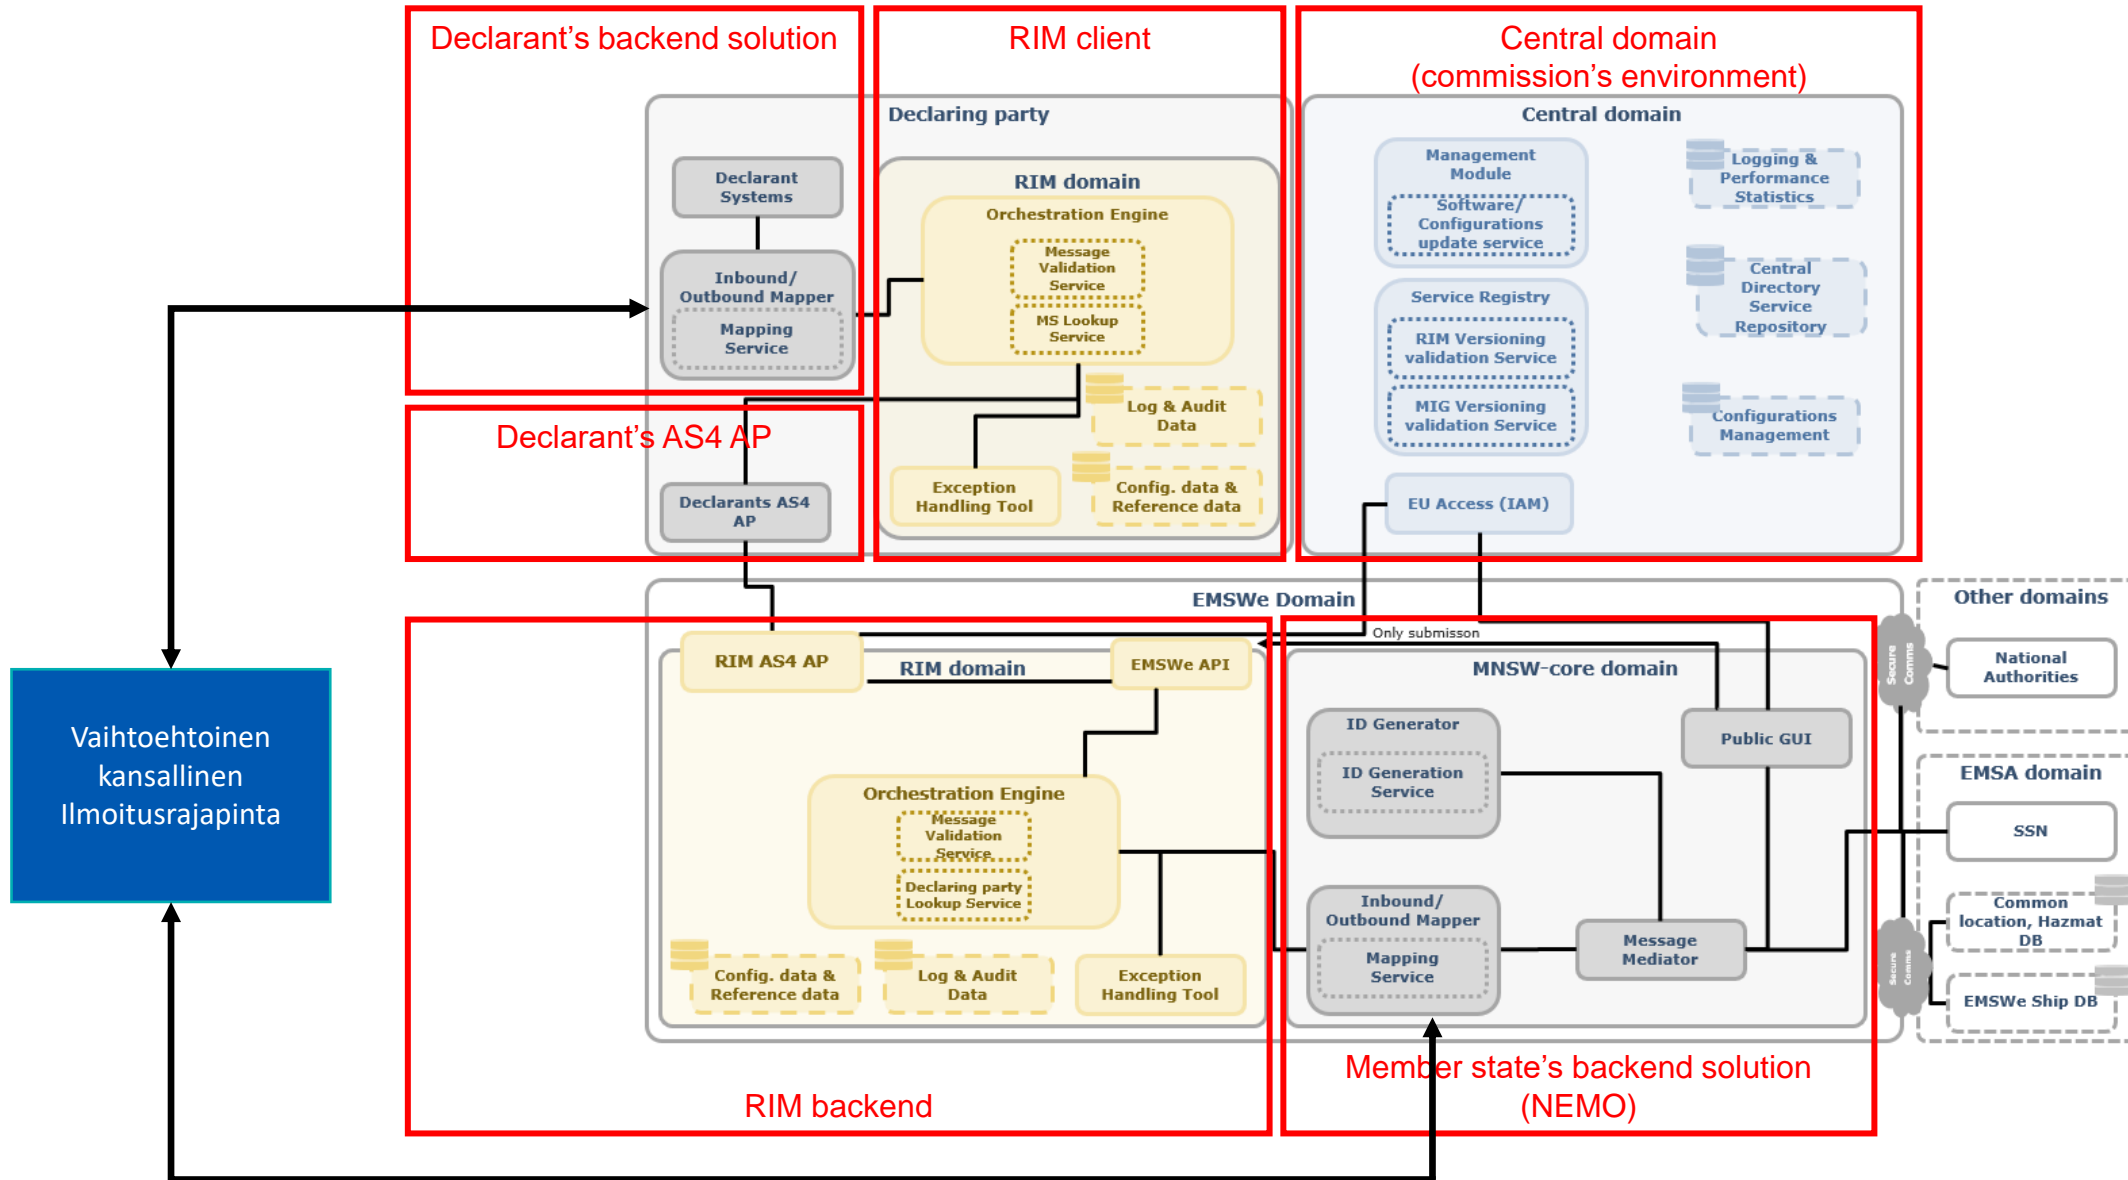 Declarant's backend solution
RIM client
Central domain
(commission's environment)
Declaring party
Declarant
Systems
Inbound/
Outbound Mapper
Mapping
Service
RIM domain
Orchestration Engine
Message
Validation
Service
MS Lookup
Service
Log & Audit
Data
Exception
Handling Tool
Config. data &
Reference data
Central domain
Management
Module
Software/
Configurations
update service
Logging &
Performance
Statistics
Service Registry
RIM Versioning
validation Service
MIG Versioning
validation Service
Central
Directory
Service
Repository
Configurations
Management
EU Access (IAM)
Declarant's AS4 AP
Declarants AS4
AP
Vaihtoehtoinen
kansallinen
Ilmoitusrajapinta
EMSWe Domain
RIM AS4 AP
RIM domain
EMSWe API
Only submisson
Orchestration Engine
Message
Validation
Service
Declaring party
Lookup Service
Config. data &
Reference data
Log & Audit
Data
Exception
Handling Tool
RIM backend
MNSW-core domain
ID Generator
ID Generation
Service
Public GUI
Inbound/
Outbound Mapper
Mapping
Service
Message
Mediator
Member state's backend solution
(NEMO)
Secure
Comms
Other domains
National
Authorities
EMSA domain
SSN
Secure
Comms
Common
location, Hazmat
DB
EMSWe Ship DB